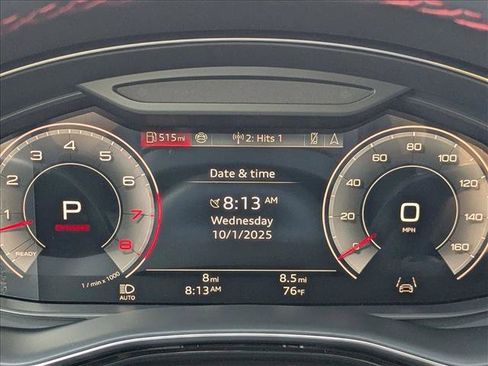 515mi
2: Hits 1
Date & time
8:13 AM
Wednesday
10/1/2025
1 2 3 4 5 6 7 8
READY
P
1 / min x 1000
0 20 40 60 80 100 120 140 160
0
MPH
8mi
8.5mi
AUTO
8:13AM
76°F